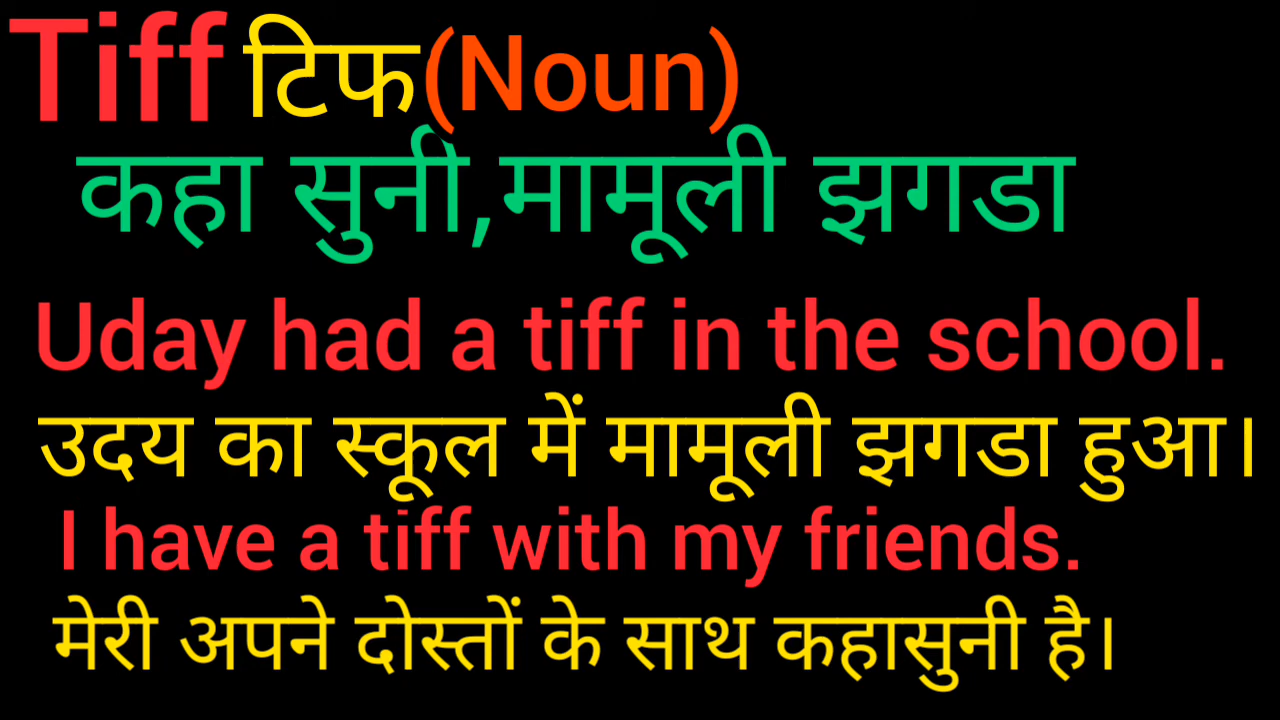 Tiff टिफ(Noun)
कहा सुनी,मामूली झगडा
Uday had a tiff in the school.
उदय का स्कूल में मामूली झगडा हुआ।
I have a tiff with my friends.
मेरी अपने दोस्तों के साथ कहासुनी है।